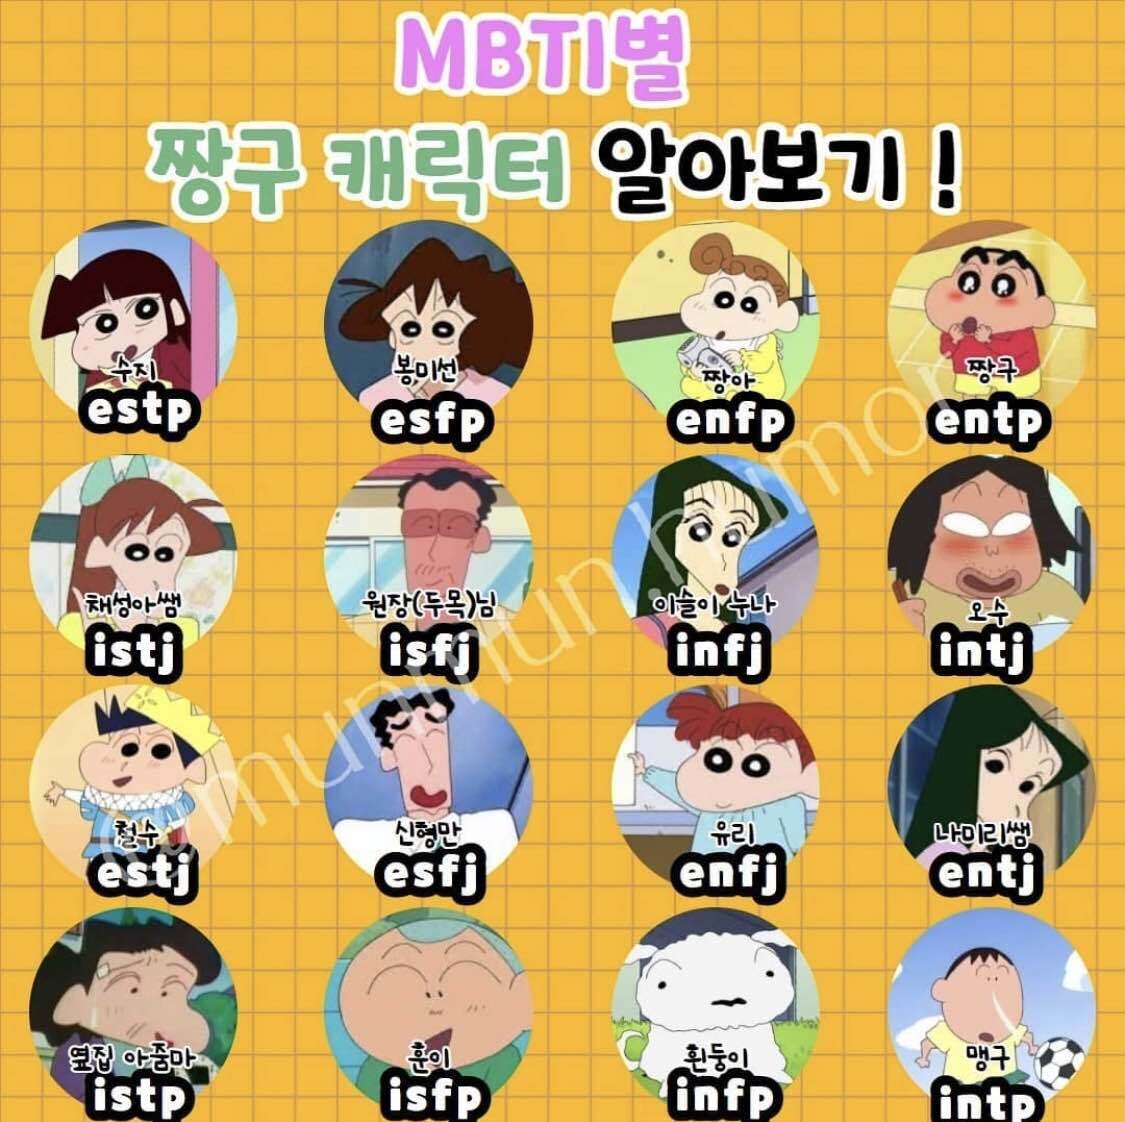 MBTI별
짱구 캐릭터 알아보기 !
수지
estp
봉미선
esfp
짱아
enfp
짱구
entp
채성아쌤
istj
원장(두목)님
isfj
이슬이 누나
infj
오수
intj
철수
estj
신형만
esfj
유리
enfj
나미리쌤
entj
옆집 아줌마
istp
훈이
isfp
흰둥이
infp
맹구
intp
@munmun.humor